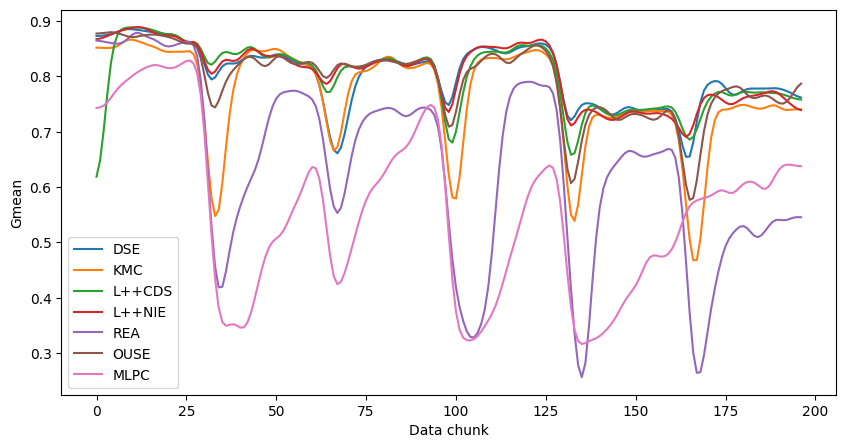 Gmean
0.9
0.8
0.7
0.6
0.5
0.4
0.3
DSE
KMC
L++CDS
L++NIE
REA
OUSE
MLPC
0 25 50 75 100 125 150 175 200
Data chunk